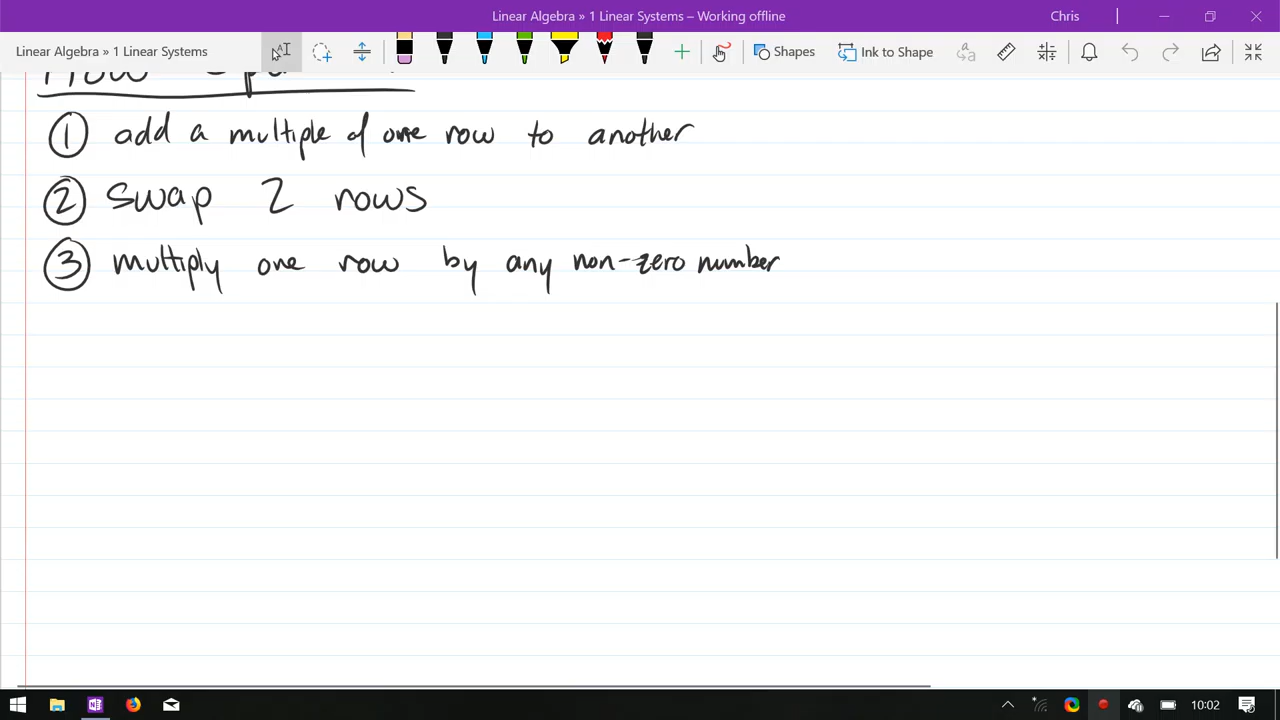 Linear Algebra » 1 Linear Systems – Working offline
Chris
Linear Algebra » 1 Linear Systems
Shapes
Ink to Shape
① add a multiple of one row to another
② swap 2 rows
③ multiply one row by any non-zero number
10:02